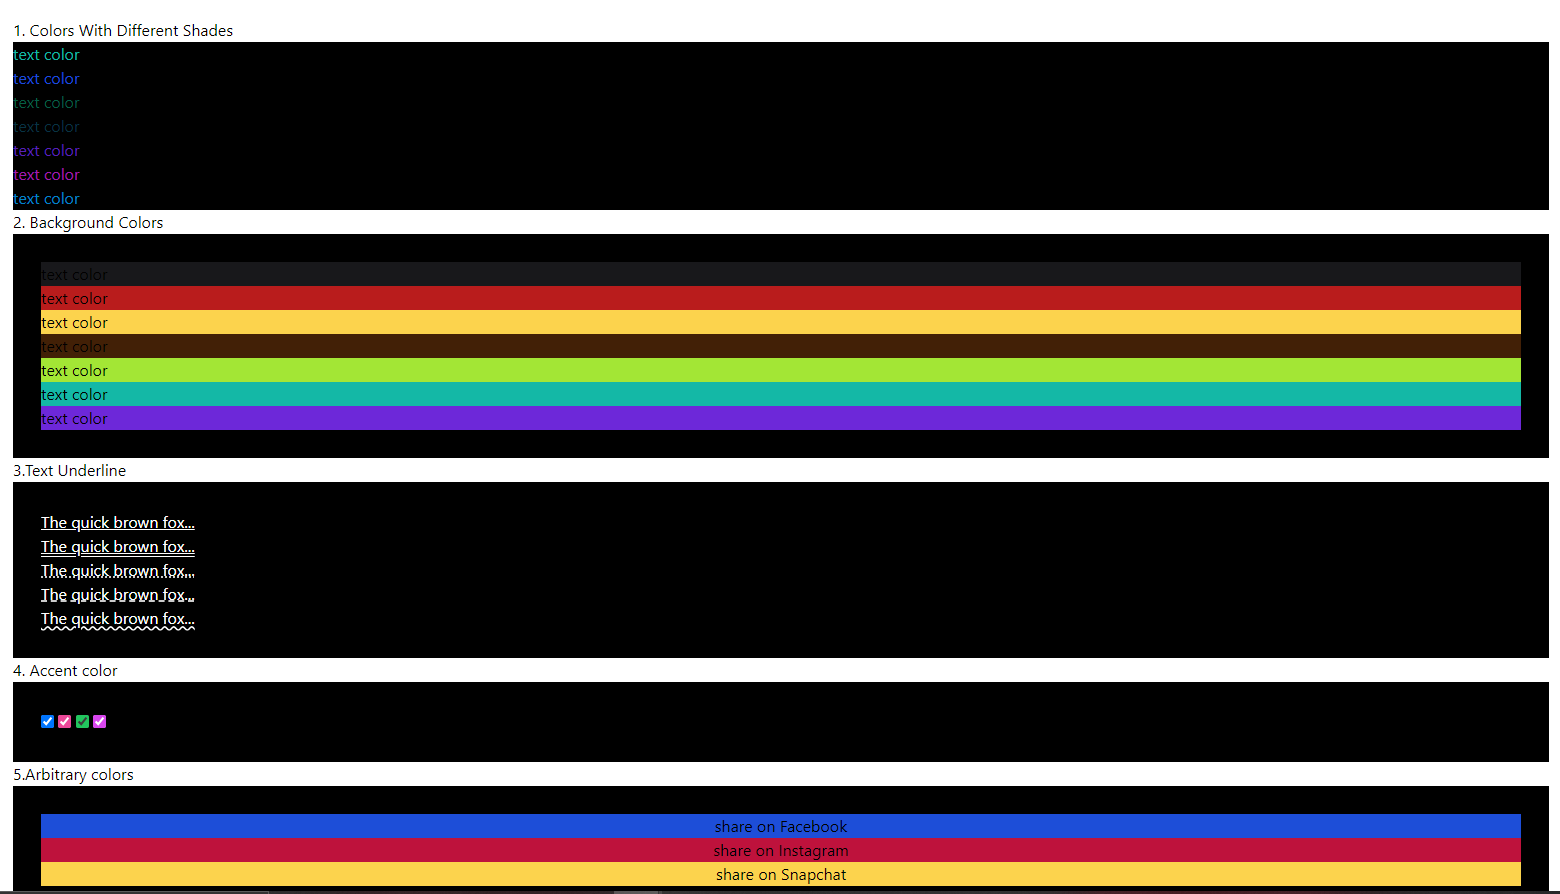 1. Colors With Different Shades
text color
text color
text color
text color
text color
text color
text color
2. Background Colors
text color
text color
text color
text color
text color
text color
text color
3.Text Underline
The quick brown fox...
The quick brown fox...
The quick brown fox...
The quick brown fox...
The quick brown fox...
4. Accent color
5.Arbitrary colors
share on Facebook
share on Instagram
share on Snapchat